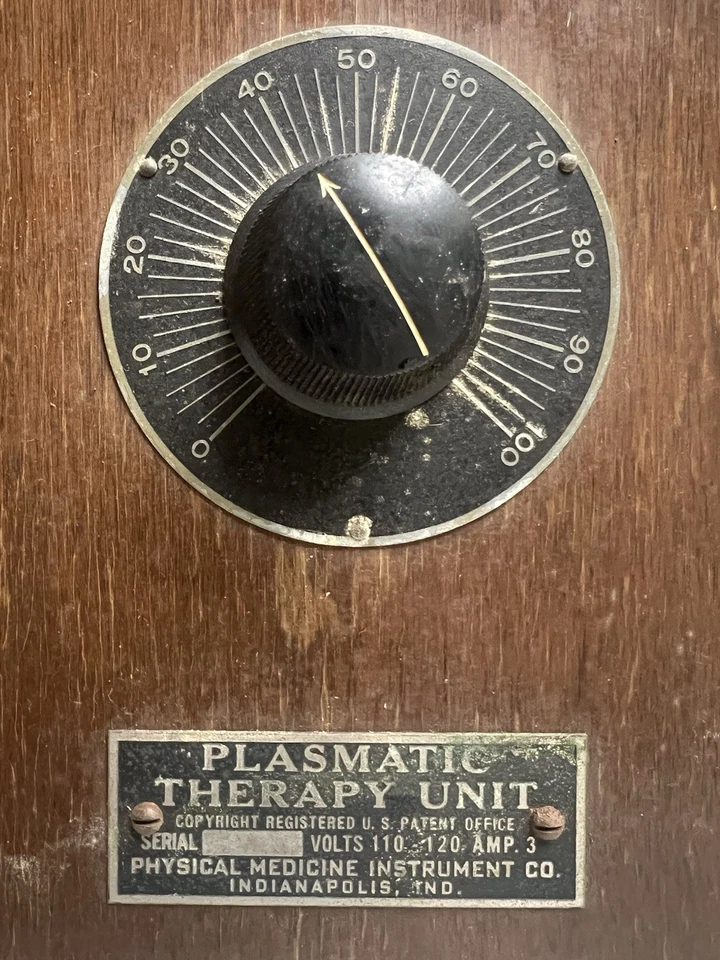 0
10
20
30
40
50
60
70
80
90
100
PLASMATIC
THERAPY UNIT
COPYRIGHT REGISTERED U. S. PATENT OFFICE
SERIAL VOLTS 110 - 120 AMP. 3
PHYSICAL MEDICINE INSTRUMENT CO.
INDIANAPOLIS, IND.